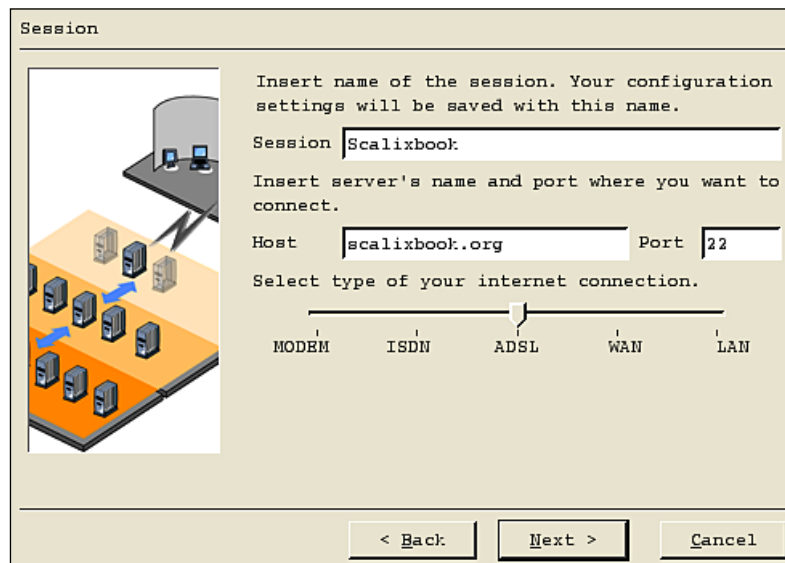 Session
Insert name of the session. Your configuration
settings will be saved with this name.
Session Scalixbook
Insert server's name and port where you want to
connect.
Host scalixbook.org Port 22
Select type of your internet connection.
MODEM ISDN ADSL WAN LAN
< Back Next > Cancel